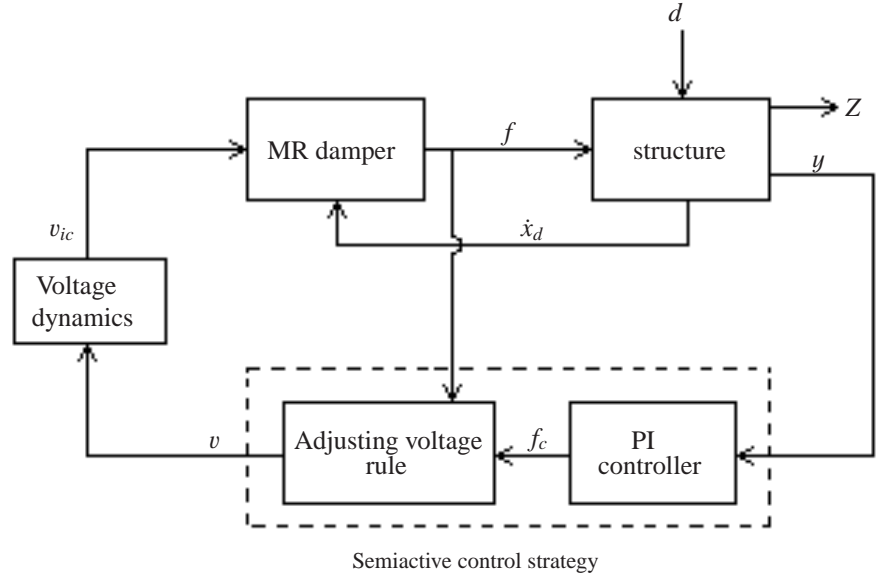 d
MR damper
f
structure
Z
y
v_ic
ẋ_d
Voltage
dynamics
v
Adjusting voltage
rule
f_c
PI
controller
Semiactive control strategy